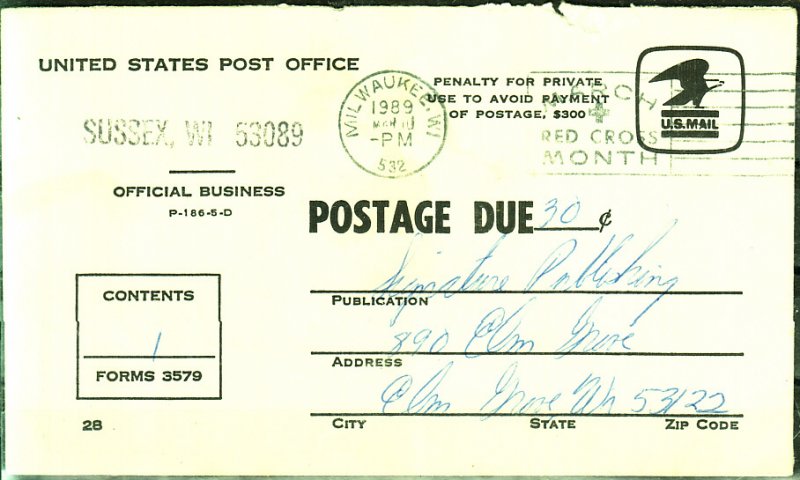 UNITED STATES POST OFFICE
SUSSEX, WI 53089
OFFICIAL BUSINESS
P-186-5-D
MILWAUKEE, WI
1989
MAR
-PM
532
PENALTY FOR PRIVATE
USE TO AVOID PAYMENT
OF POSTAGE, $300
MARCH
RED CROSS
MONTH
U.S.MAIL
POSTAGE DUE 30 ¢
Signature Publishing
PUBLICATION
890 Elm Grove
ADDRESS
Elm Grove Wi 53122
CITY STATE ZIP CODE
CONTENTS
1
FORMS 3579
28